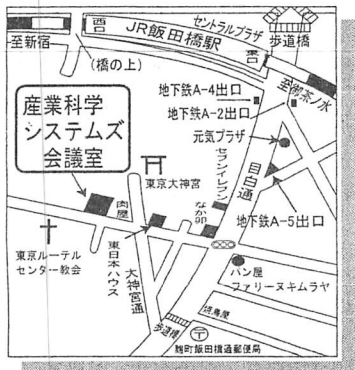 セントラルプラザ
歩道橋
JR飯田橋駅
西口
東口
至新宿
(橋の上)
至御茶ノ水
地下鉄A-4出口
地下鉄A-2出口
産業科学
システムズ
会議室
元気プラザ
目白通
セブンイレブン
東京大神宮
地下鉄A-5出口
肉屋
なか卯
東京ルーテル
センター教会
東日本ハウス
大神宮通
パン屋
ファリーヌキムラヤ
焼鳥屋
歩道橋
麹町飯田橋通郵便局